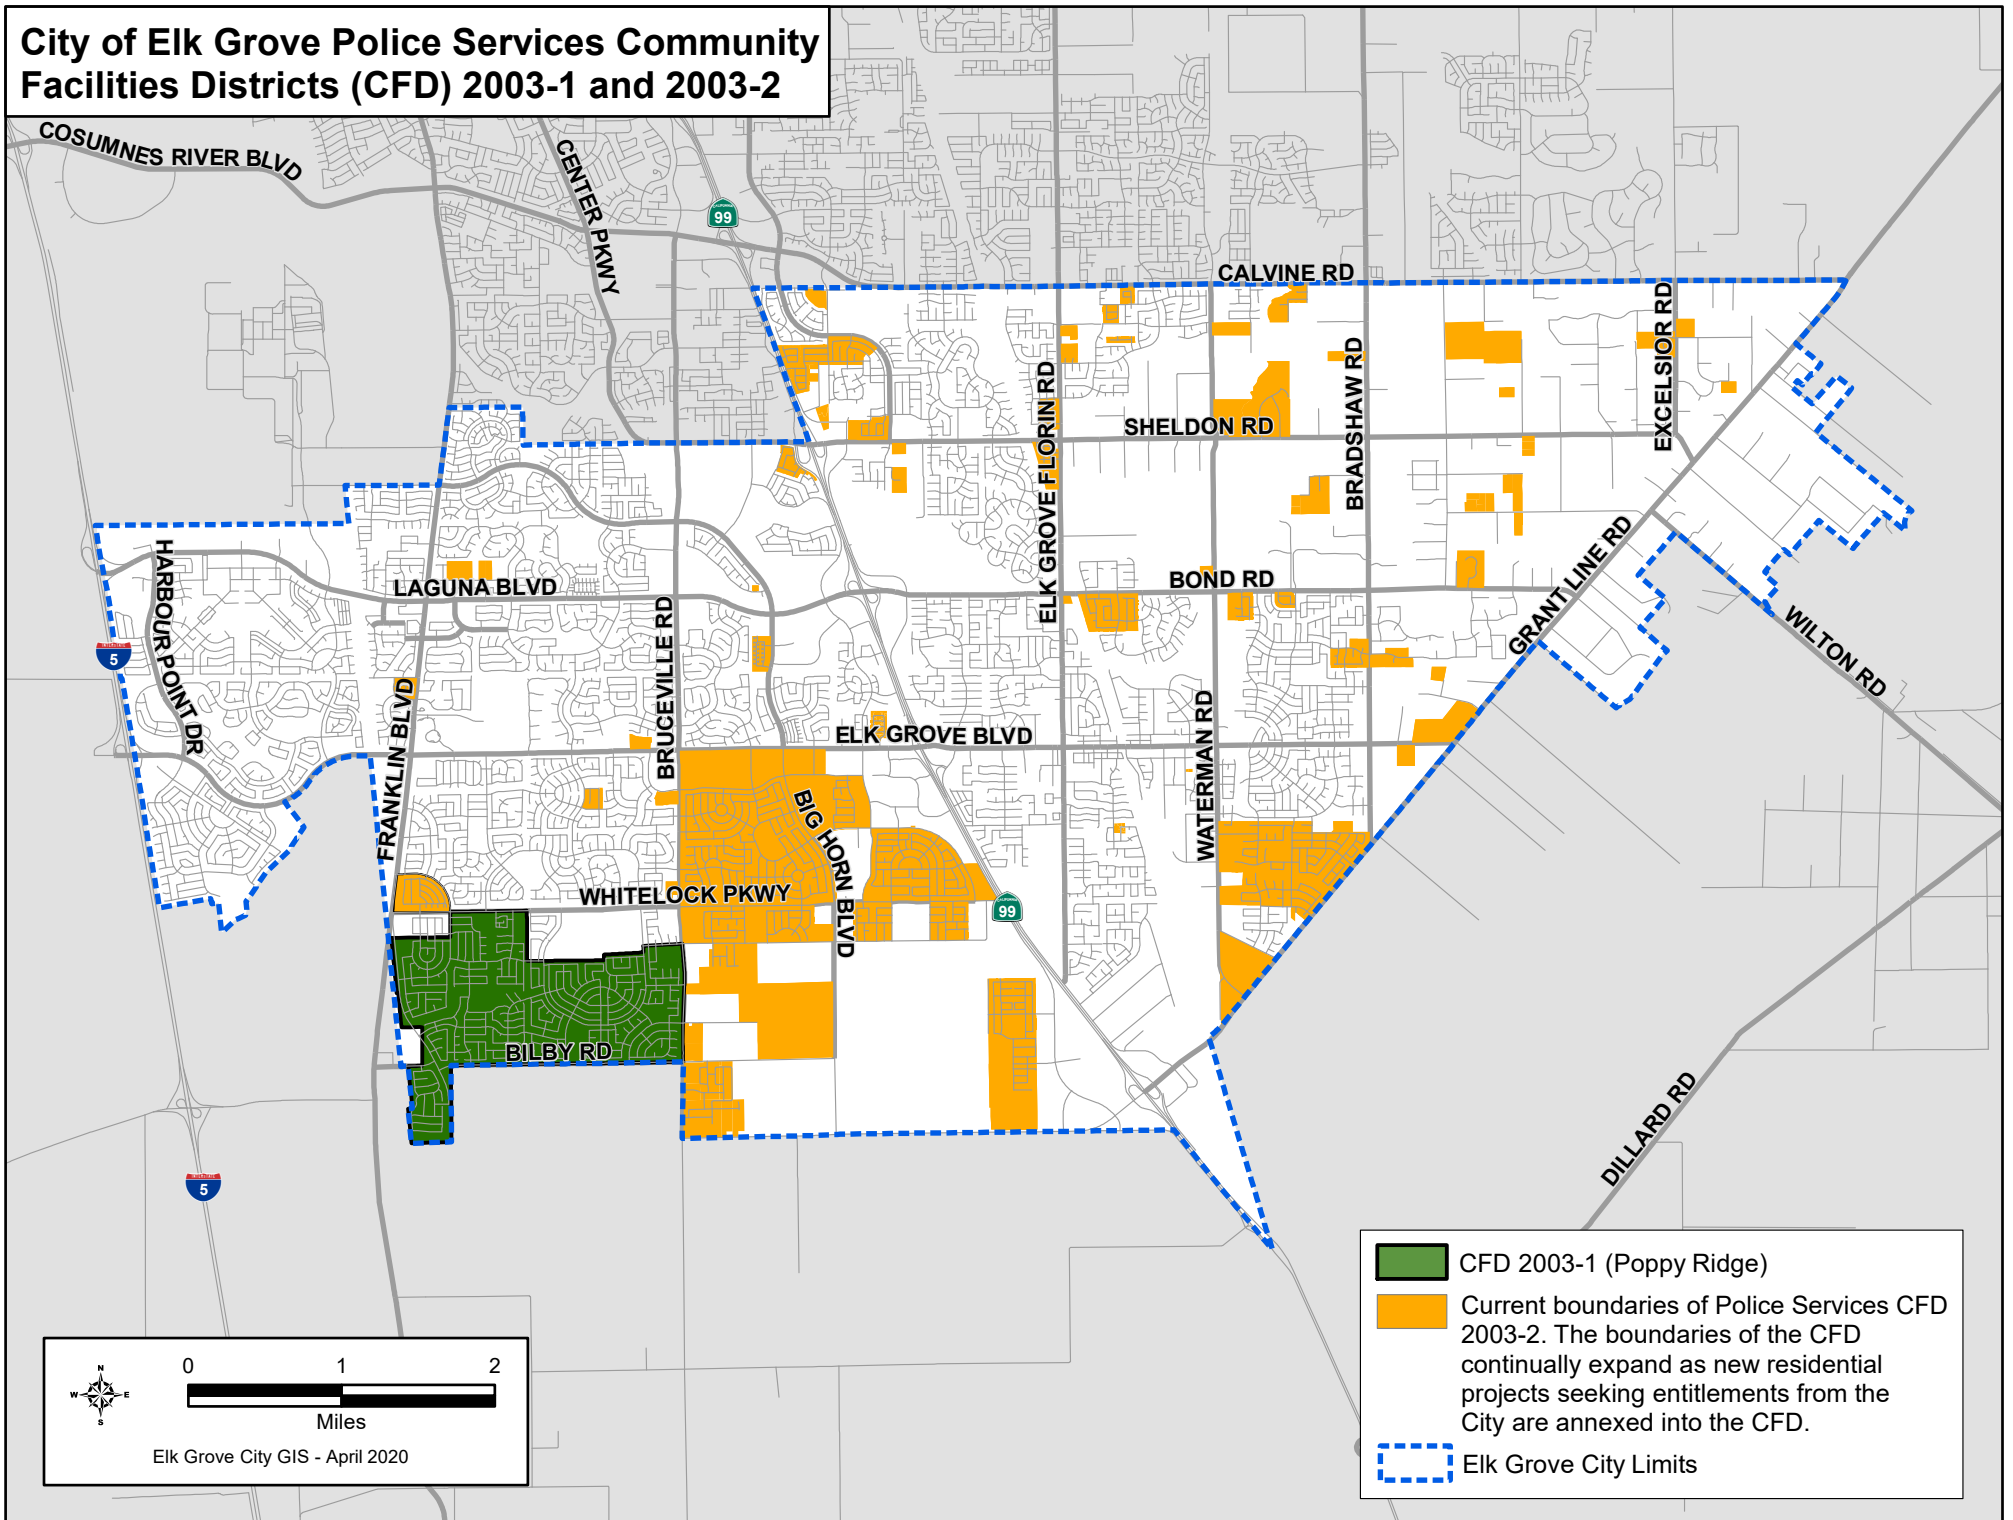 City of Elk Grove Police Services Community
Facilities Districts (CFD) 2003-1 and 2003-2
COSUMNES RIVER BLVD
CENTER PKWY
CALIFORNIA
99
CALVINE RD
EXCELSIOR RD
BRADSHAW RD
ELK GROVE FLORIN RD
SHELDON RD
HARBOUR POINT DR
LAGUNA BLVD
BOND RD
GRANT LINE RD
WILTON RD
INTERSTATE
5
BRUCEVILLE RD
FRANKLIN BLVD
WATERMAN RD
ELK GROVE BLVD
BIG HORN BLVD
WHITELOCK PKWY
CALIFORNIA
99
BILBY RD
DILLARD RD
INTERSTATE
5
CFD 2003-1 (Poppy Ridge)
Current boundaries of Police Services CFD
2003-2. The boundaries of the CFD
continually expand as new residential
projects seeking entitlements from the
City are annexed into the CFD.
Elk Grove City Limits
N
W E
S
0 1 2
Miles
Elk Grove City GIS - April 2020